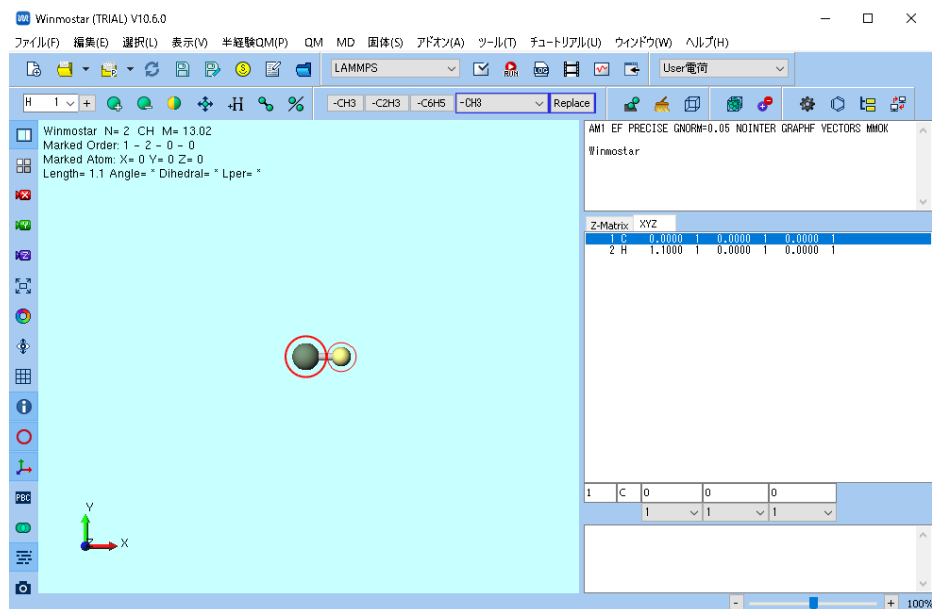 Winmostar (TRIAL) V10.6.0
ファイル(F) 編集(E) 選択(L) 表示(V) 半経験QM(P) QM MD 固体(S) アドオン(A) ツール(T) チュートリアル(U) ウインドウ(W) ヘルプ(H)
LAMMPS RUN LOG User電荷
H 1 + -H -CH3 -C2H3 -C6H5 -CH3 Replace
Winmostar N= 2 CH M= 13.02
Marked Order: 1 - 2 - 0 - 0
Marked Atom: X= 0 Y= 0 Z= 0
Length= 1.1 Angle= * Dihedral= * Lper= *
AM1 EF PRECISE GNORM=0.05 NOINTER GRAPHF VECTORS MMOK
Winmostar
Z-Matrix XYZ
1 C 0.0000 1 0.0000 1 0.0000 1
2 H 1.1000 1 0.0000 1 0.0000 1
X
Y
Z
PBC
Y
Z X
1 C 0 0 0
1 1 1
- + 100%